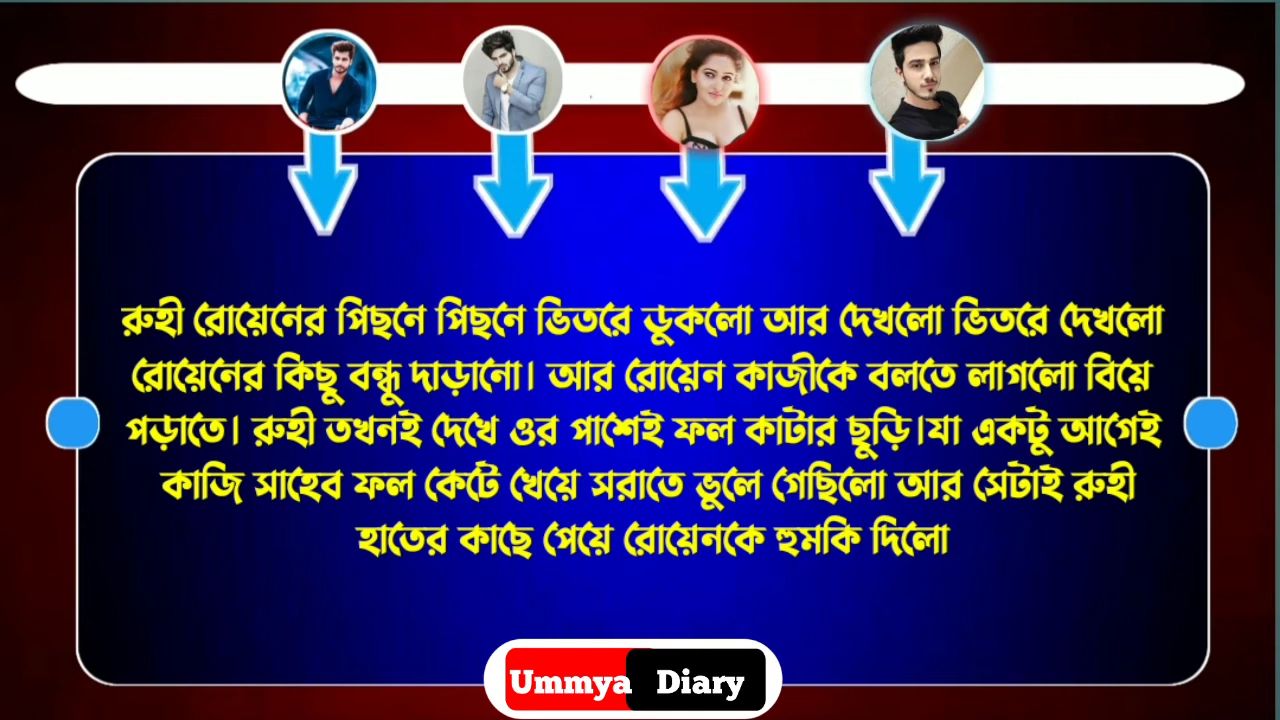 রুহী রোয়েনের পিছনে পিছনে ভিতরে ডুকলো আর দেখলো ভিতরে দেখলো
রোয়েনের কিছু বন্ধু দাড়ানো। আর রোয়েন কাজীকে বলতে লাগলো বিয়ে
পড়াতে। রুহী তখনই দেখে ওর পাশেই ফল কাটার ছুড়ি।যা একটু আগেই
কাজি সাহেব ফল কেটে খেয়ে সরাতে ভুলে গেছিলো আর সেটাই রুহী
হাতের কাছে পেয়ে রোয়েনকে হুমকি দিলো
Ummya Diary